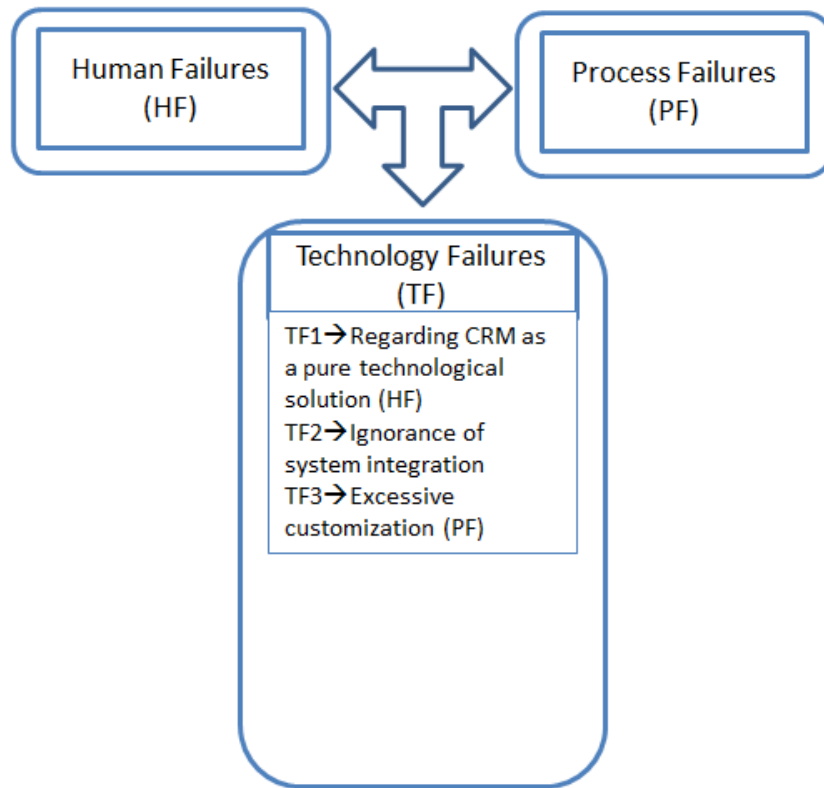 Human Failures
(HF)
Process Failures
(PF)
Technology Failures
(TF)
TF1→Regarding CRM as
a pure technological
solution (HF)
TF2→Ignorance of
system integration
TF3→Excessive
customization (PF)